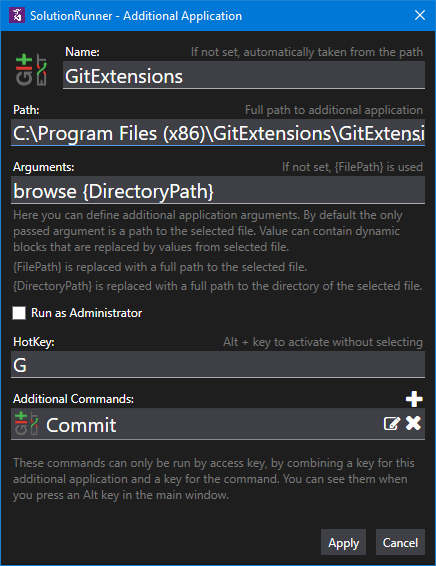 SolutionRunner - Additional Application
Name: If not set, automatically taken from the path
GitExtensions
Path: Full path to additional application
C:\Program Files (x86)\GitExtensions\GitExtensi
Arguments: If not set, {FilePath} is used
browse {DirectoryPath}
Here you can define additional application arguments. By default the only
passed argument is a path to the selected file. Value can contain dynamic
blocks that are replaced by values from selected file.
{FilePath} is replaced with a full path to the selected file.
{DirectoryPath} is replaced with a full path to the directory of the selected file.
Run as Administrator
HotKey: Alt + key to activate without selecting
G
Additional Commands:
Commit
These commands can only be run by access key, by combining a key for this
additional application and a key for the command. You can see them when
you press an Alt key in the main window.
Apply Cancel